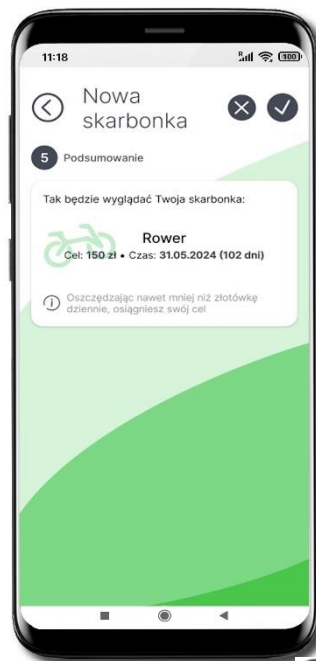 11:18
R
100
Nowa
skarbonka
5 Podsumowanie
Tak będzie wyglądać Twoja skarbonka:
Rower
Cel: 150 zł • Czas: 31.05.2024 (102 dni)
Oszczędzając nawet mniej niż złotówkę
dziennie, osiągniesz swój cel